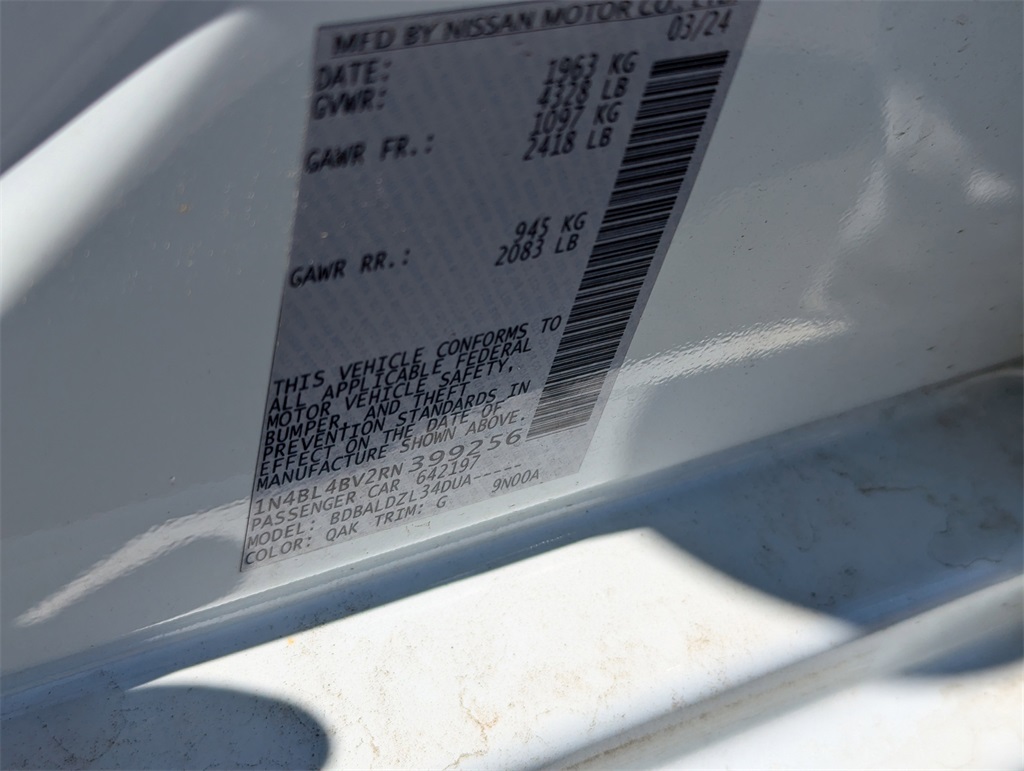 MFD BY NISSAN MOTOR CO., LTD
DATE: 03/24
GVWR: 1963 KG
4328 LB
GAWR FR.: 1097 KG
2418 LB
GAWR RR.: 945 KG
2083 LB
THIS VEHICLE CONFORMS TO
ALL APPLICABLE FEDERAL
MOTOR VEHICLE SAFETY,
BUMPER, AND THEFT
PREVENTION STANDARDS IN
EFFECT ON THE DATE OF
MANUFACTURE SHOWN ABOVE.
1N4BL4BV2RN399256
PASSENGER CAR 642197
MODEL: BDBALDZL34DUA-----
COLOR: QAK TRIM: G 9N00A